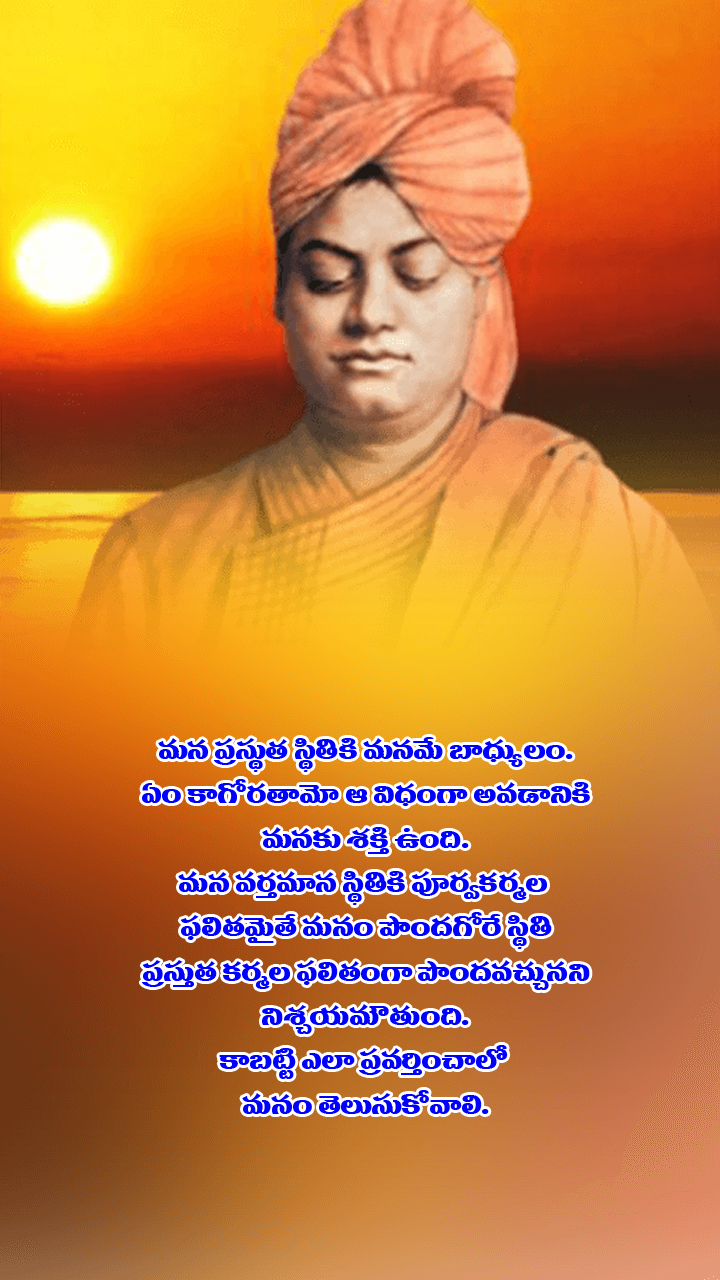 మన ప్రస్థుత స్థితికి మనమే బాధ్యులం.
ఏం కాగోరతామో ఆ విధంగా అవడానికి
మనకు శక్తి ఉంది.
మన వర్తమాన స్థితికి పూర్వకర్మల
ఫలితమైతే మనం పొందగోరే స్థితి
ప్రస్తుత కర్మల ఫలితంగా పొందవచ్చునని
నిశ్చయమౌతుంది.
కాబట్టి ఎలా ప్రవర్తించాలో
మనం తెలుసుకోవాలి.